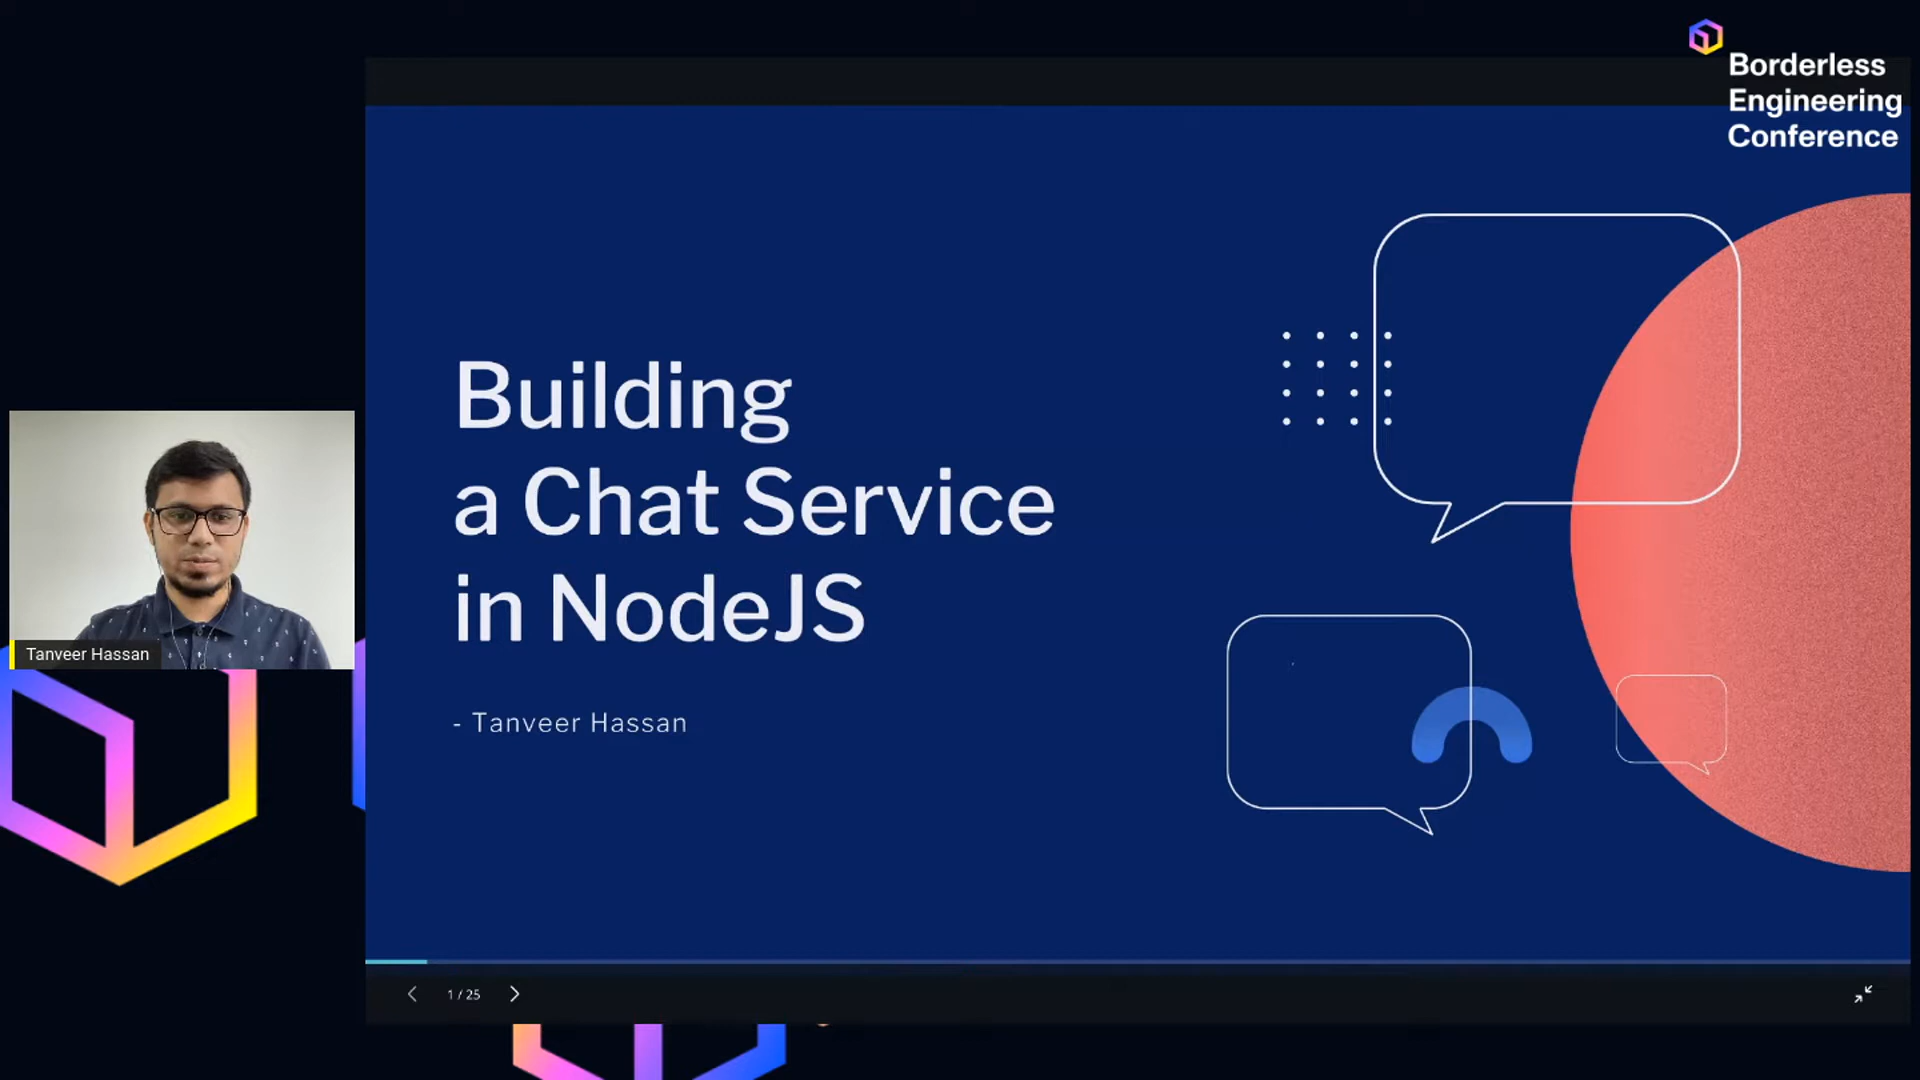 Borderless
Engineering
Conference
Building
a Chat Service
in NodeJS
- Tanveer Hassan
Tanveer Hassan
1 / 25